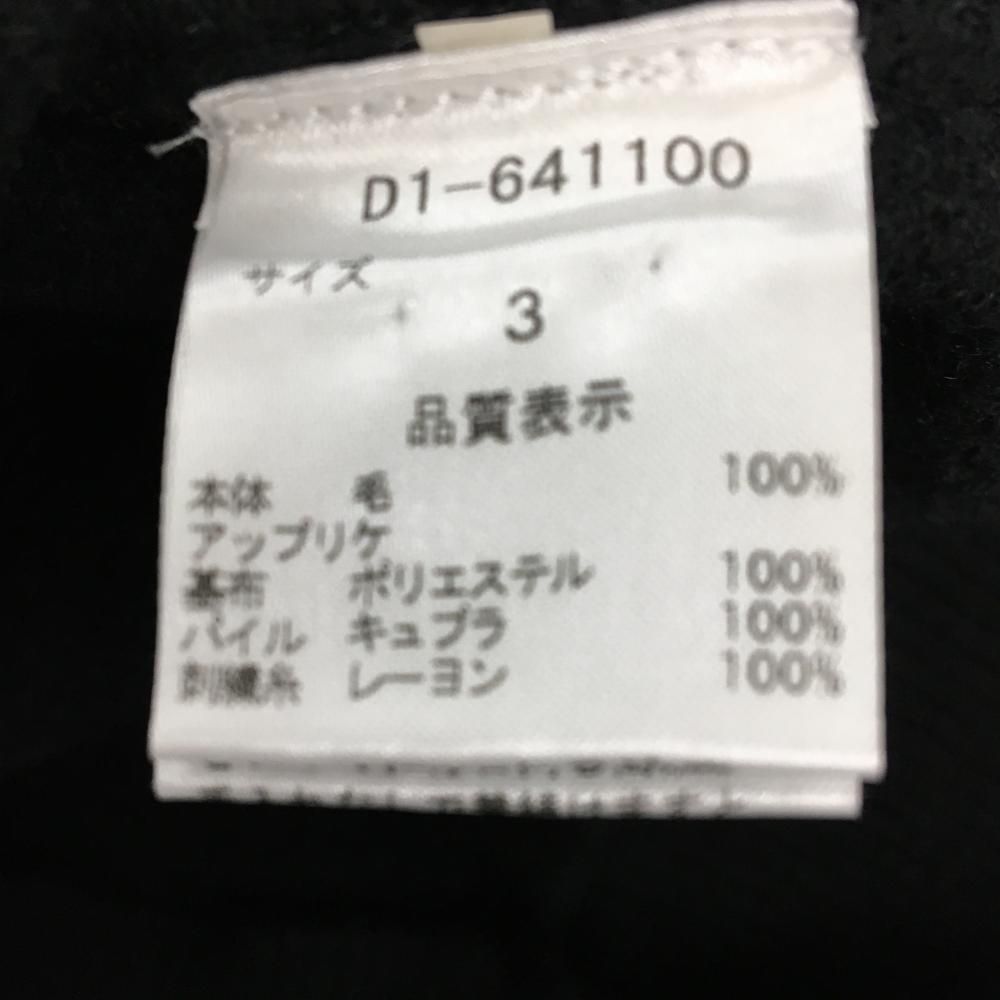 D1-641100
サイズ
3
品質表示
本体 毛 100%
アップリケ
基布 ポリエステル 100%
パイル キュプラ 100%
刺繍糸 レーヨン 100%